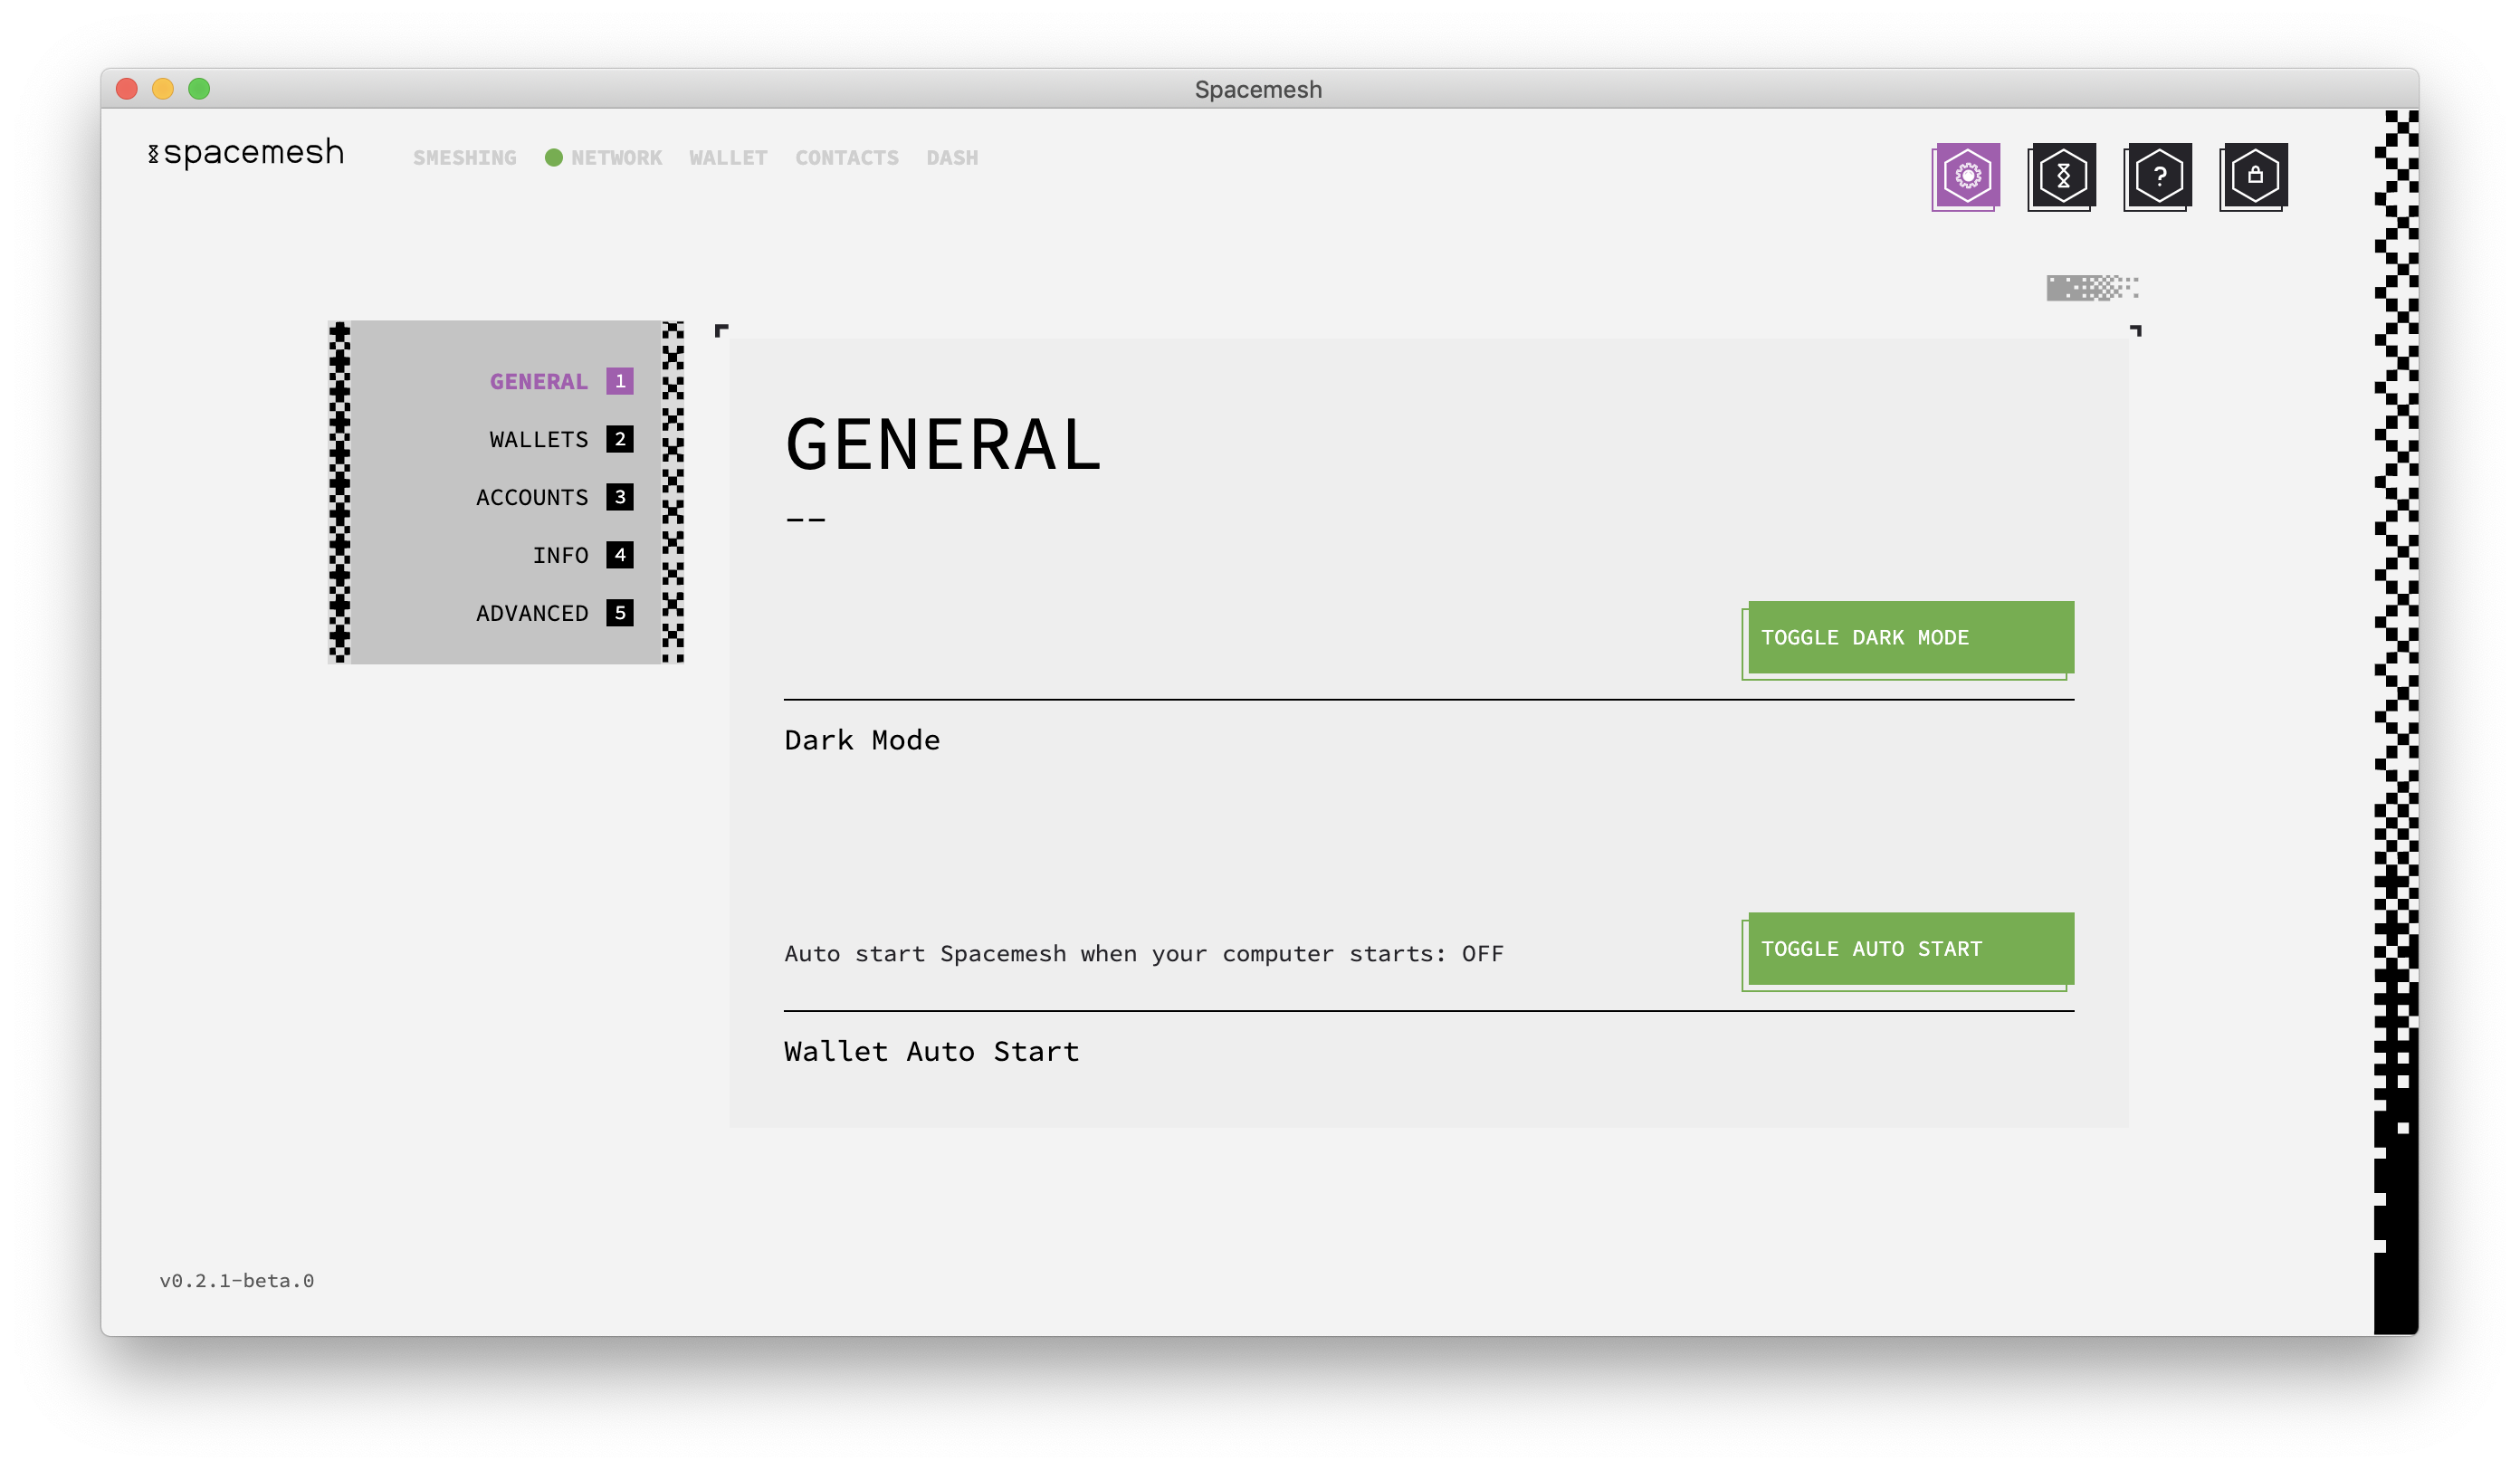 Spacemesh
spacemesh
SMESHING NETWORK WALLET CONTACTS DASH
?
GENERAL 1
WALLETS 2
ACCOUNTS 3
INFO 4
ADVANCED 5
GENERAL
--
TOGGLE DARK MODE
Dark Mode
Auto start Spacemesh when your computer starts: OFF
TOGGLE AUTO START
Wallet Auto Start
v0.2.1-beta.0